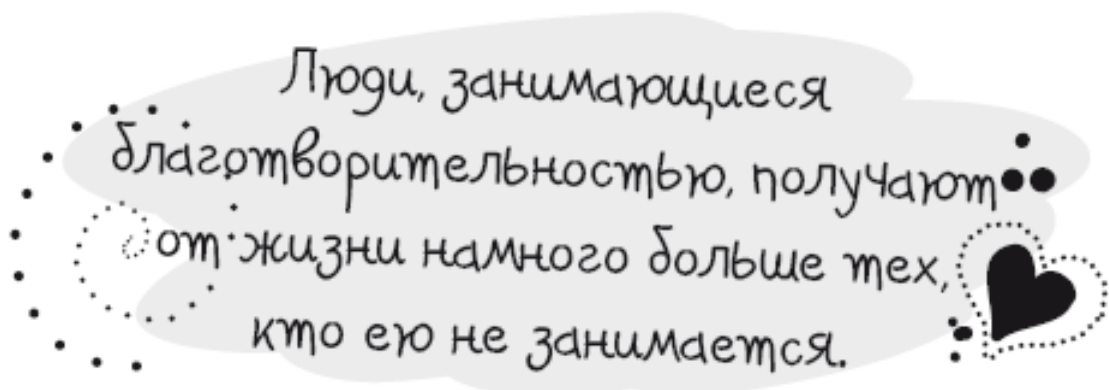 Люди, занимающиеся
благотворительностью, получают
от жизни намного больше тех,
кто ею не занимается.